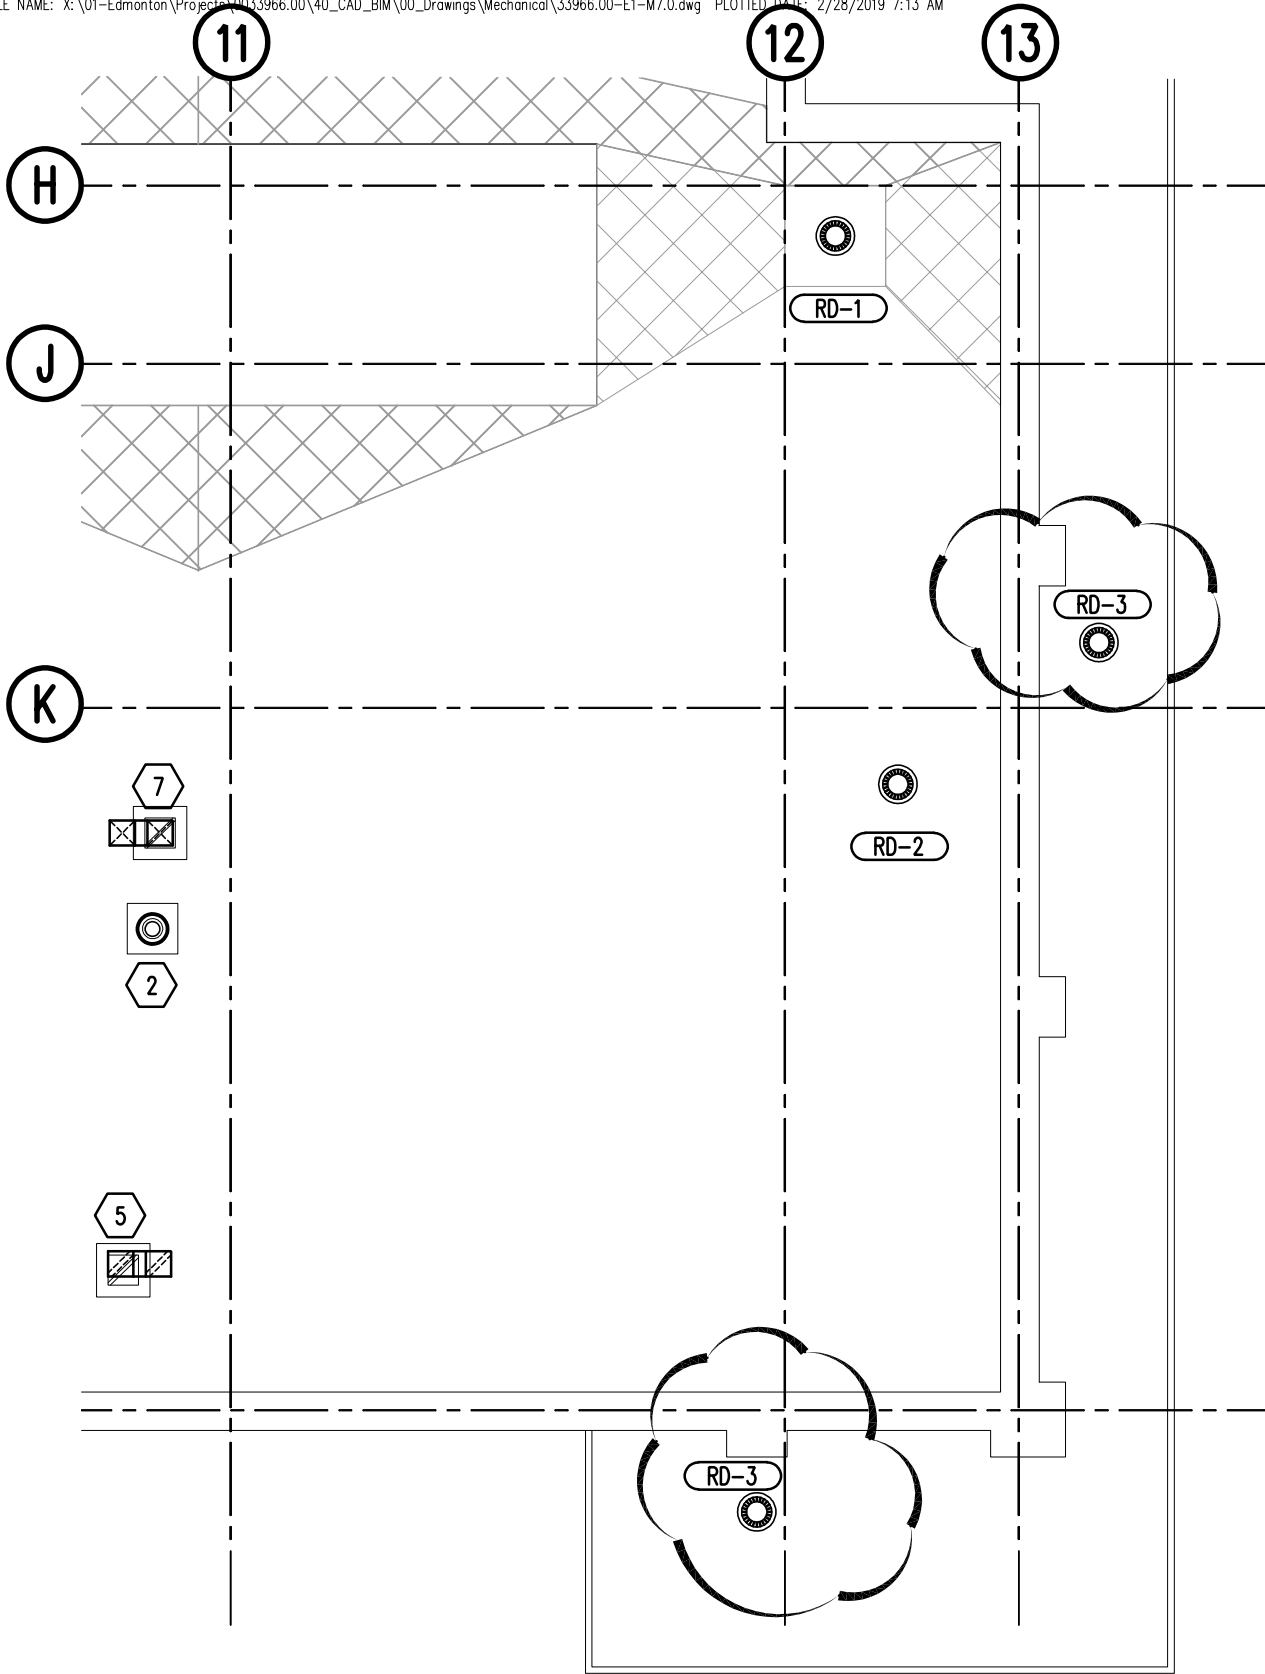 LE NAME: X:\01-Edmonton\Projects\0033966.00\40_CAD_BIM\00_Drawings\Mechanical\33966.00-E1-M7.0.dwg PLOTTED DATE: 2/28/2019 7:13 AM
11 12 13
H
RD-1
J
RD-3
K
7
RD-2
2
5
RD-3